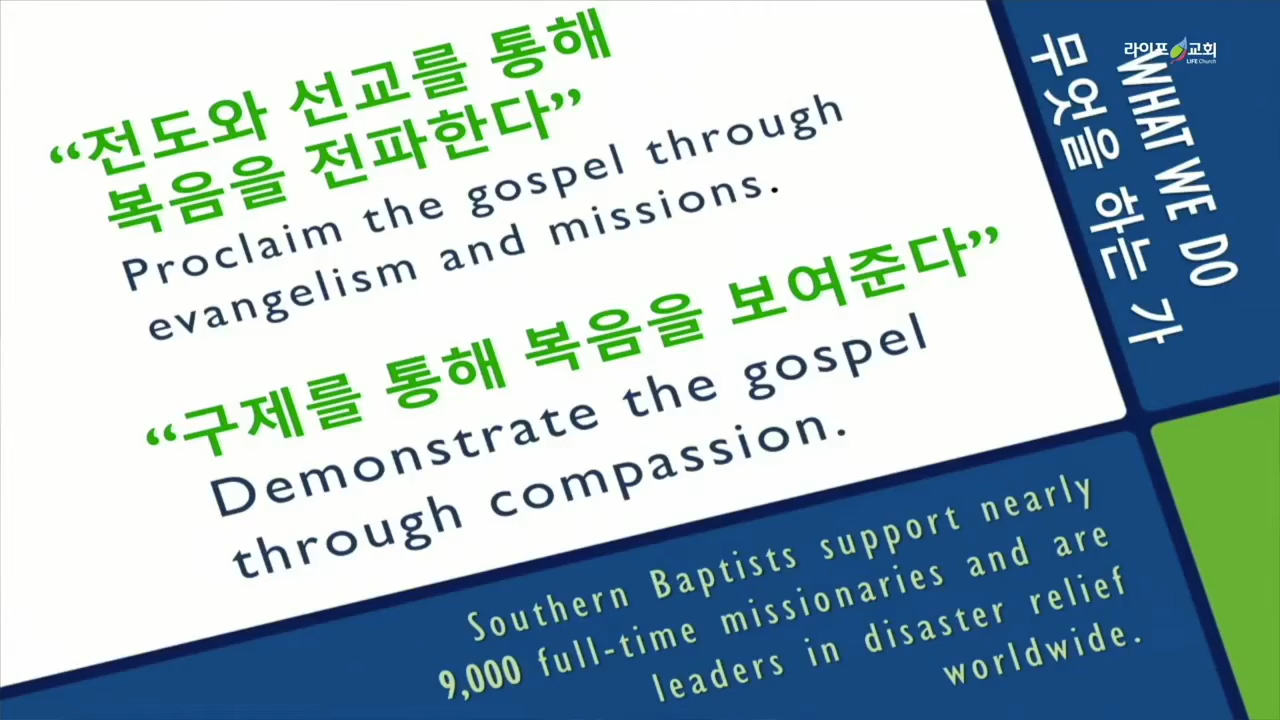 “전도와 선교를 통해
복음을 전파한다”
Proclaim the gospel through
evangelism and missions.
“구제를 통해 복음을 보여준다”
Demonstrate the gospel
through compassion.
WHAT WE DO
무엇을 하는 가
라이프 교회
LIFE Church
Southern Baptists support nearly
9,000 full-time missionaries and are
leaders in disaster relief
worldwide.